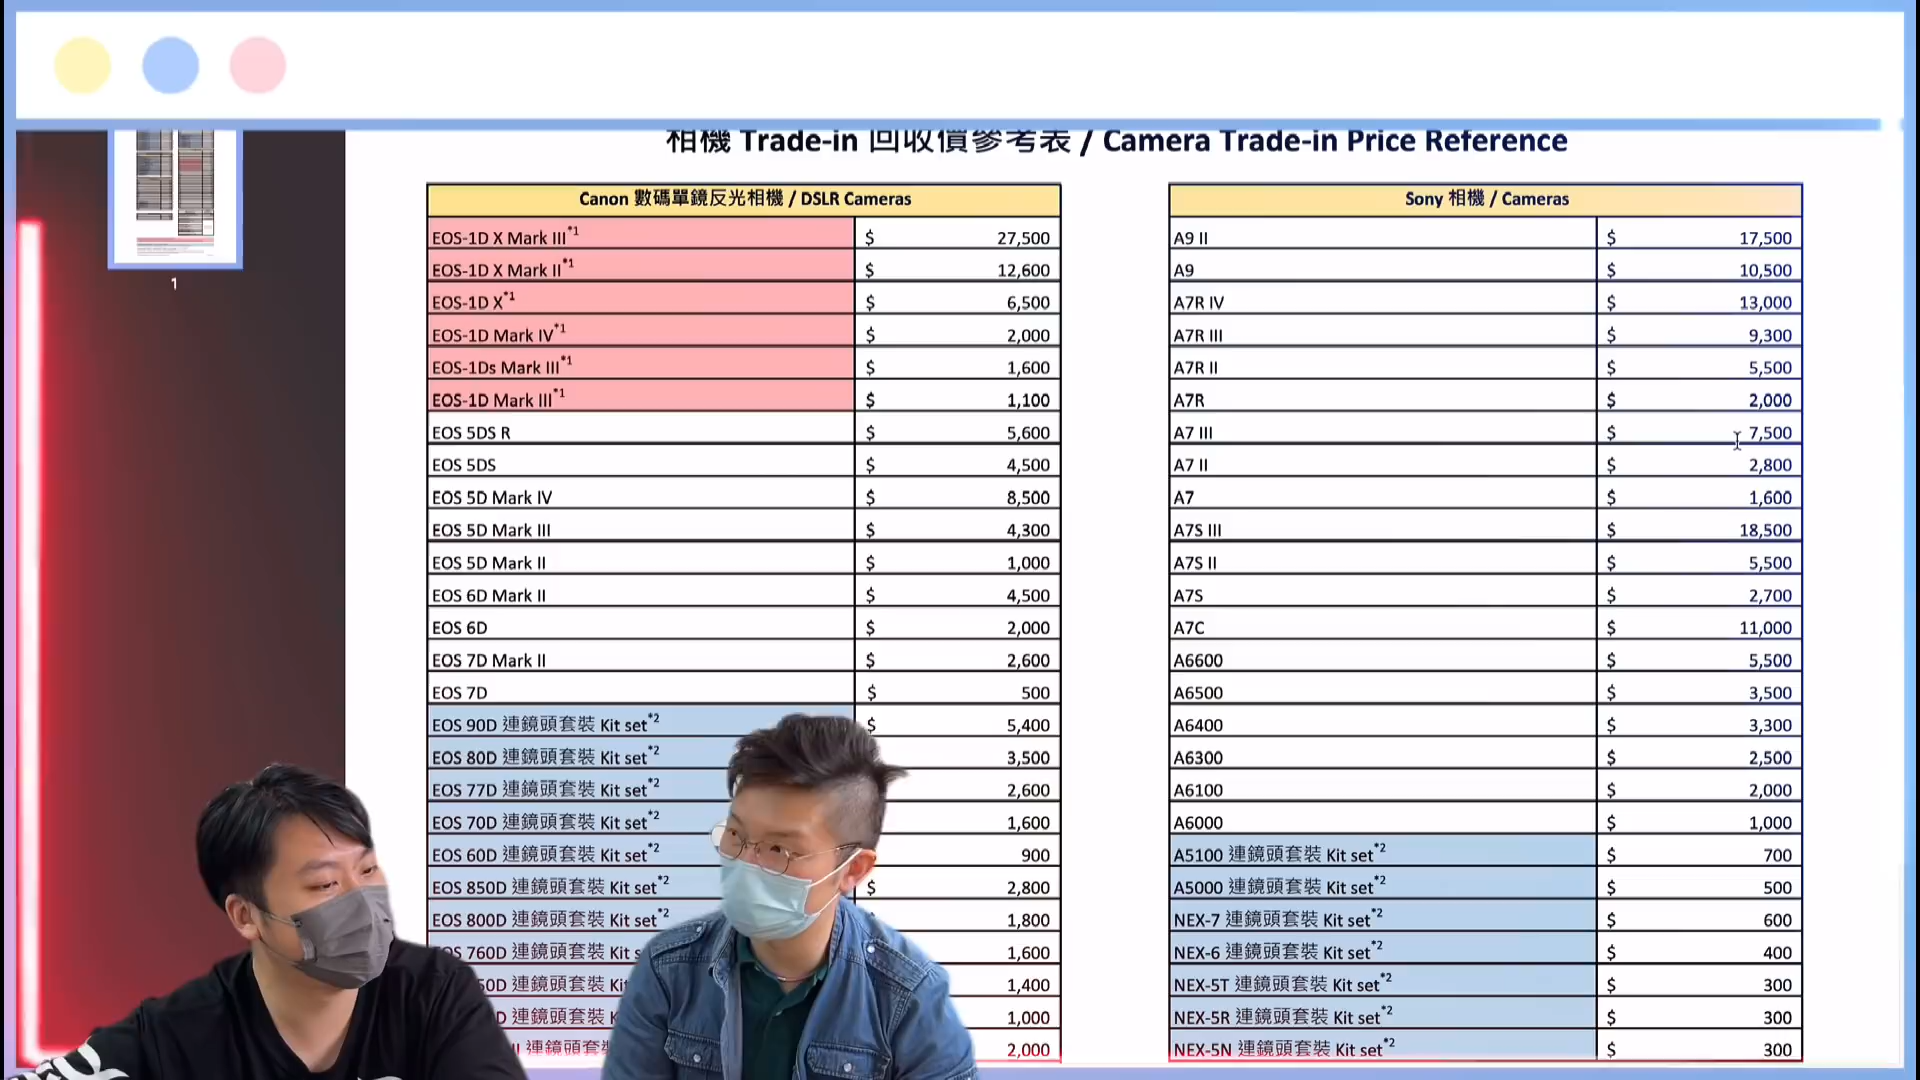 相機 Trade-in 回收價參考表 / Camera Trade-in Price Reference
1
Canon 數碼單鏡反光相機 / DSLR Cameras
EOS-1D X Mark III*1 $ 27,500
EOS-1D X Mark II*1 $ 12,600
EOS-1D X*1 $ 6,500
EOS-1D Mark IV*1 $ 2,000
EOS-1Ds Mark III*1 $ 1,600
EOS-1D Mark III*1 $ 1,100
EOS 5DS R $ 5,600
EOS 5DS $ 4,500
EOS 5D Mark IV $ 8,500
EOS 5D Mark III $ 4,300
EOS 5D Mark II $ 1,000
EOS 6D Mark II $ 4,500
EOS 6D $ 2,000
EOS 7D Mark II $ 2,600
EOS 7D $ 500
EOS 90D 連鏡頭套裝 Kit set*2 $ 5,400
EOS 80D 連鏡頭套裝 Kit set*2 3,500
EOS 77D 連鏡頭套裝 Kit set*2 2,600
EOS 70D 連鏡頭套裝 Kit set*2 1,600
EOS 60D 連鏡頭套裝 Kit set*2 900
EOS 850D 連鏡頭套裝 Kit set*2 $ 2,800
EOS 800D 連鏡頭套裝 Kit set*2 1,800
760D 連鏡頭套裝 1,600
連鏡頭套裝 1,400
連鏡頭套裝 1,000
連鏡頭套裝 2,000
Sony 相機 / Cameras
A9 II $ 17,500
A9 $ 10,500
A7R IV $ 13,000
A7R III $ 9,300
A7R II $ 5,500
A7R $ 2,000
A7 III $ 7,500
A7 II $ 2,800
A7 $ 1,600
A7S III $ 18,500
A7S II $ 5,500
A7S $ 2,700
A7C $ 11,000
A6600 $ 5,500
A6500 $ 3,500
A6400 $ 3,300
A6300 $ 2,500
A6100 $ 2,000
A6000 $ 1,000
A5100 連鏡頭套裝 Kit set*2 $ 700
A5000 連鏡頭套裝 Kit set*2 $ 500
NEX-7 連鏡頭套裝 Kit set*2 $ 600
NEX-6 連鏡頭套裝 Kit set*2 $ 400
NEX-5T 連鏡頭套裝 Kit set*2 $ 300
NEX-5R 連鏡頭套裝 Kit set*2 $ 300
NEX-5N 連鏡頭套裝 Kit set*2 $ 300